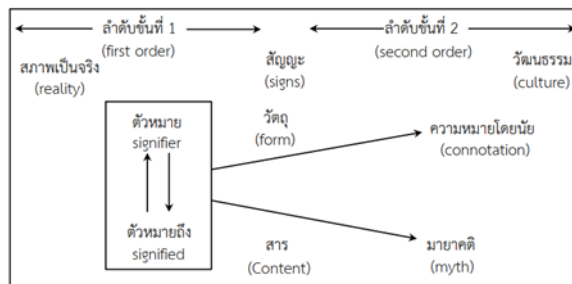 ลำดับชั้นที่ 1
(first order)
ลำดับชั้นที่ 2
(second order)
สภาพเป็นจริง
(reality)
สัญญะ
(signs)
วัฒนธรรม
(culture)
ตัวหมาย
signifier
วัตถุ
(form)
ความหมายโดยนัย
(connotation)
ตัวหมายถึง
signified
สาร
(Content)
มายาคติ
(myth)